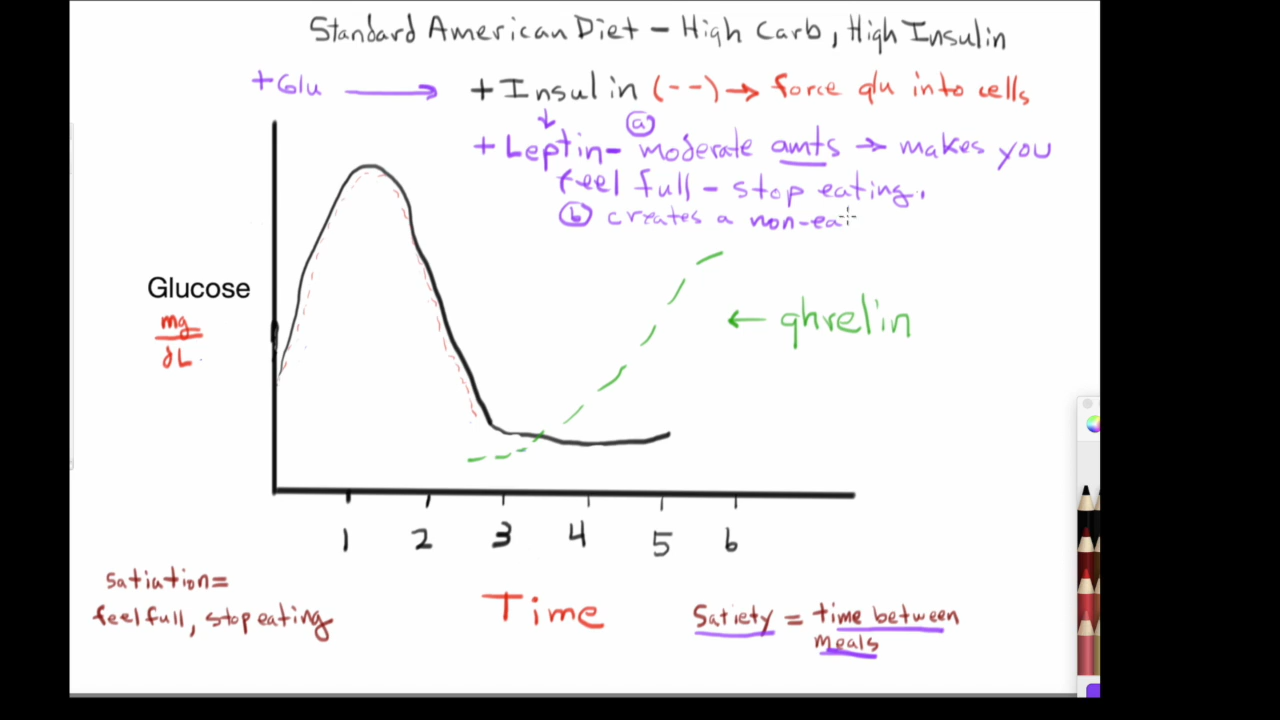 Standard American Diet - High Carb, High Insulin
+Glu → +Insulin (--) → force glu into cells
↓ ⓐ
+ Leptin- moderate amts → makes you
feel full - stop eating.
ⓑ creates a non-ea
Glucose
mg
dL
← ghrelin
1 2 3 4 5 6
Time
satiation=
feel full, stop eating
Satiety = time between
meals